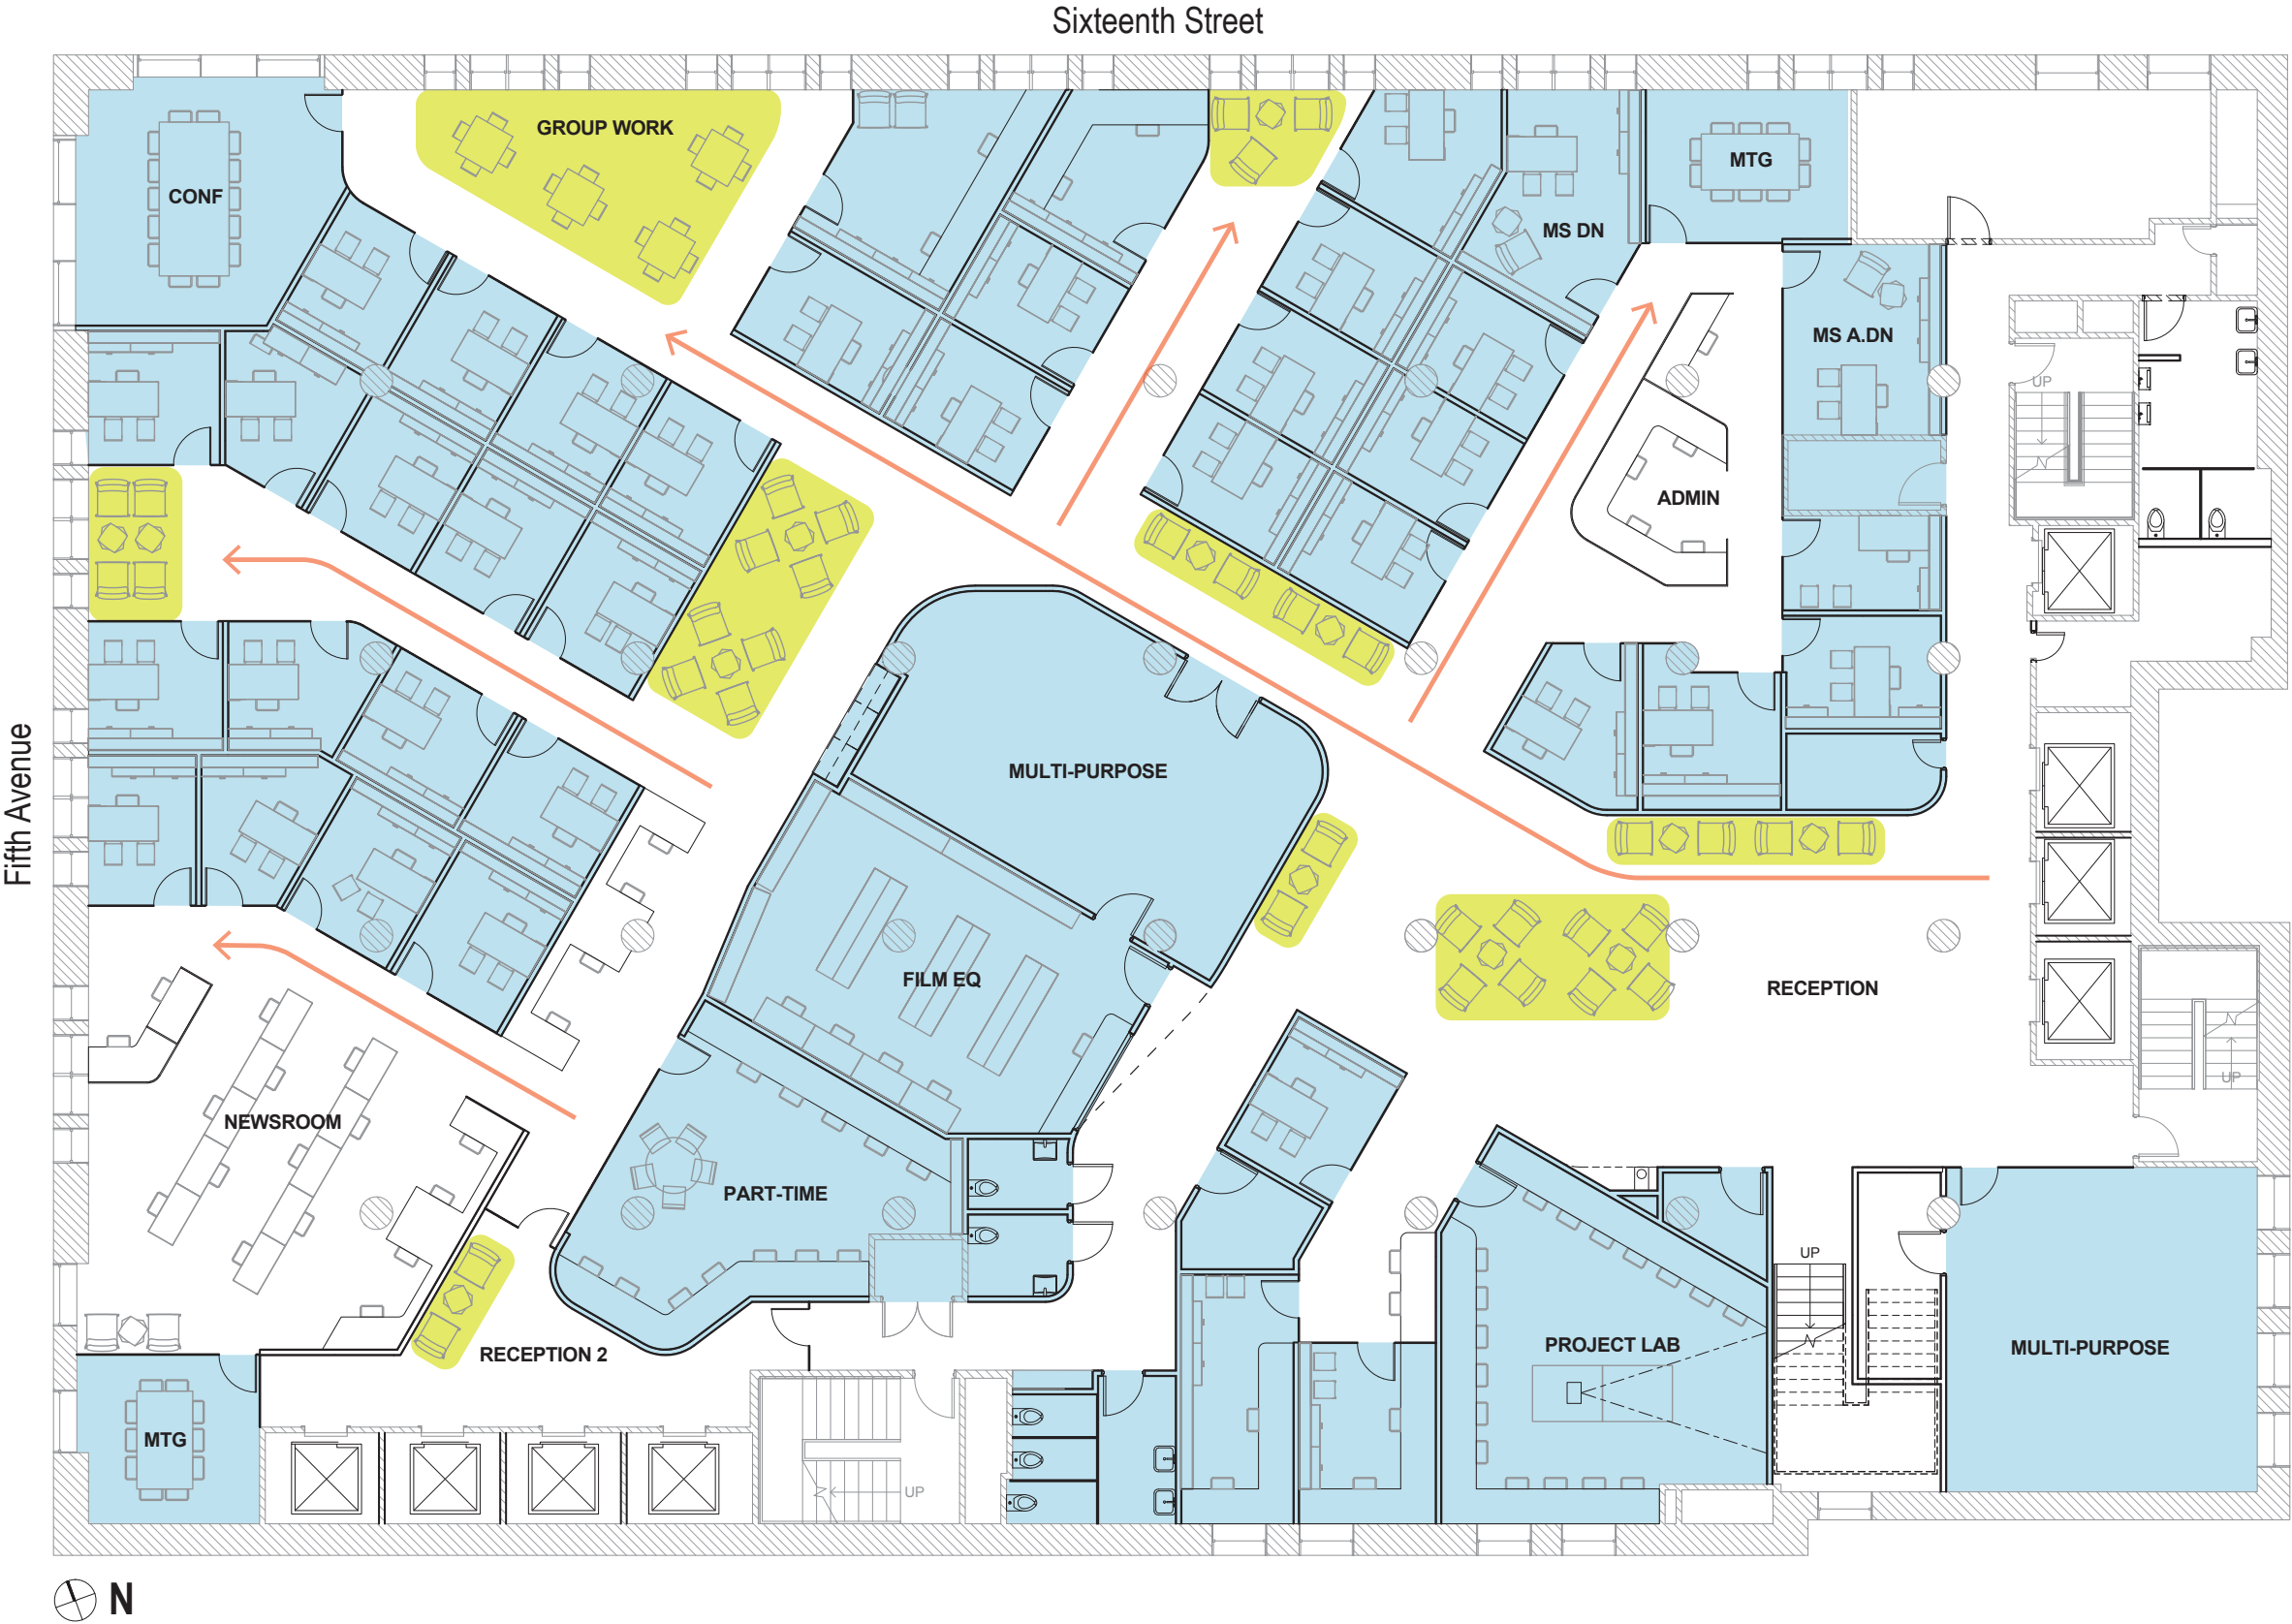 Sixteenth Street
GROUP WORK
CONF
MTG
MS DN
MS A.DN
UP
ADMIN
Fifth Avenue
MULTI-PURPOSE
FILM EQ
RECEPTION
UP
NEWSROOM
PART-TIME
UP
RECEPTION 2
PROJECT LAB
MULTI-PURPOSE
MTG
UP
N